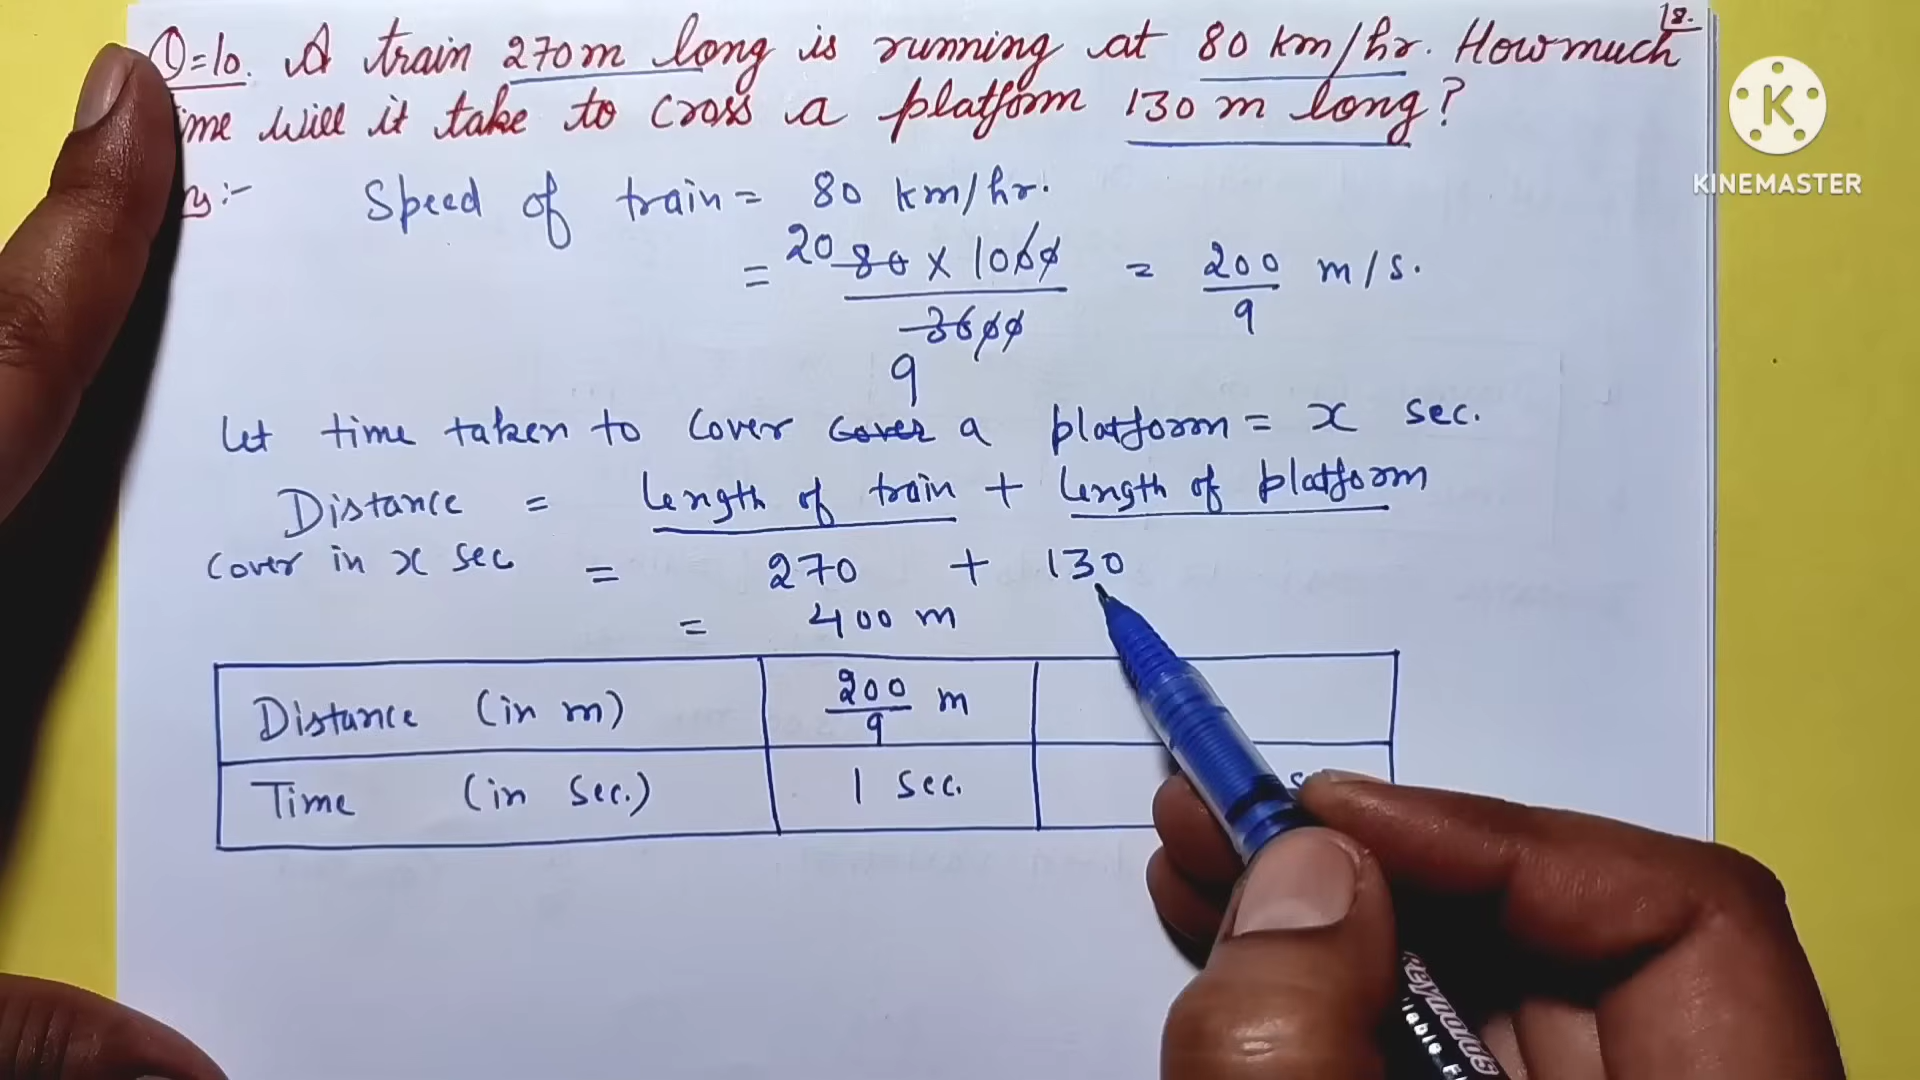 18.
Q=10. A train 270m long is running at 80 km/hr. How much
ime will it take to cross a platform 130 m long?
K
KINEMASTER
:- Speed of train = 80 km/hr.
= 20 80 x 1000 = 200 m/s.
3600 9
9
Let time taken to cover cover a platform = x sec.
Distance = length of train + length of platform
cover in x sec = 270 + 130
= 400 m
Distance (in m) 200 m
9
Time (in sec.) 1 sec.